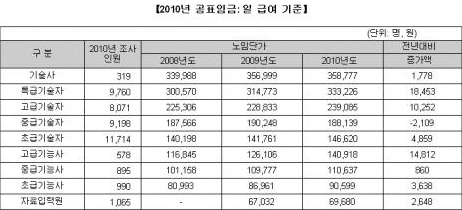 【2010년 공표임금: 일 급여 기준】
(단위: 명, 원)
구 분 2010년 조사인원 노임단가 전년대비 증가액
2008년도 2009년도 2010년도
기술사 319 339,988 356,999 358,777 1,778
특급기술자 9,760 300,570 314,773 333,226 18,453
고급기술자 8,071 225,306 228,833 239,085 10,252
중급기술자 9,198 187,566 190,248 188,139 -2,109
초급기술자 11,714 140,198 141,761 146,620 4,859
고급기능사 578 116,845 126,106 140,918 14,812
중급기능사 895 101,158 109,777 110,637 860
초급기능사 990 80,993 86,961 90,599 3,638
자료입력원 1,065 - 67,032 69,680 2,648